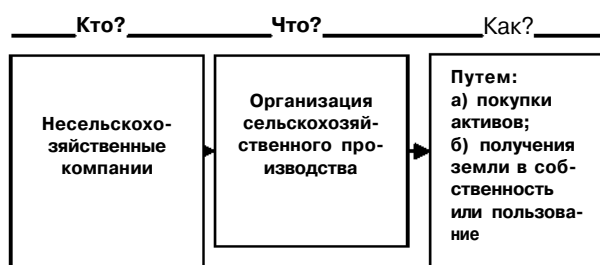 Кто? Что? Как?
Несельскохо-
зяйственные
компании
Организация
сельскохозяй-
ственного про-
изводства
Путем:
а) покупки
активов;
б) получения
земли в соб-
ственность
или пользова-
ние